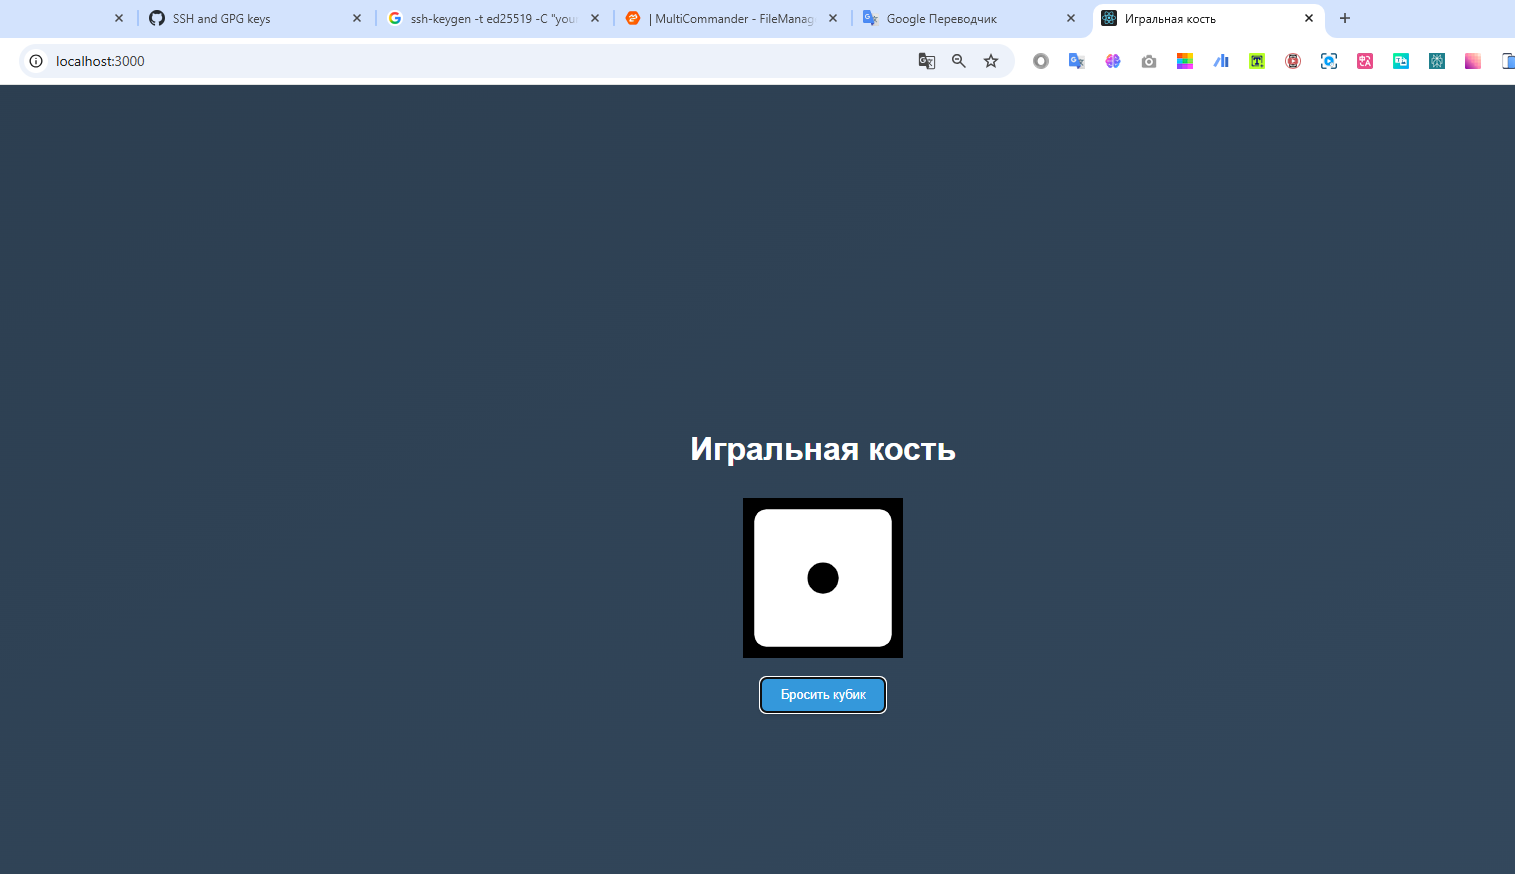 SSH and GPG keys
ssh-keygen -t ed25519 -C "you
| MultiCommander - FileManag
Google Переводчик
Игральная кость
localhost:3000
Игральная кость
Бросить кубик